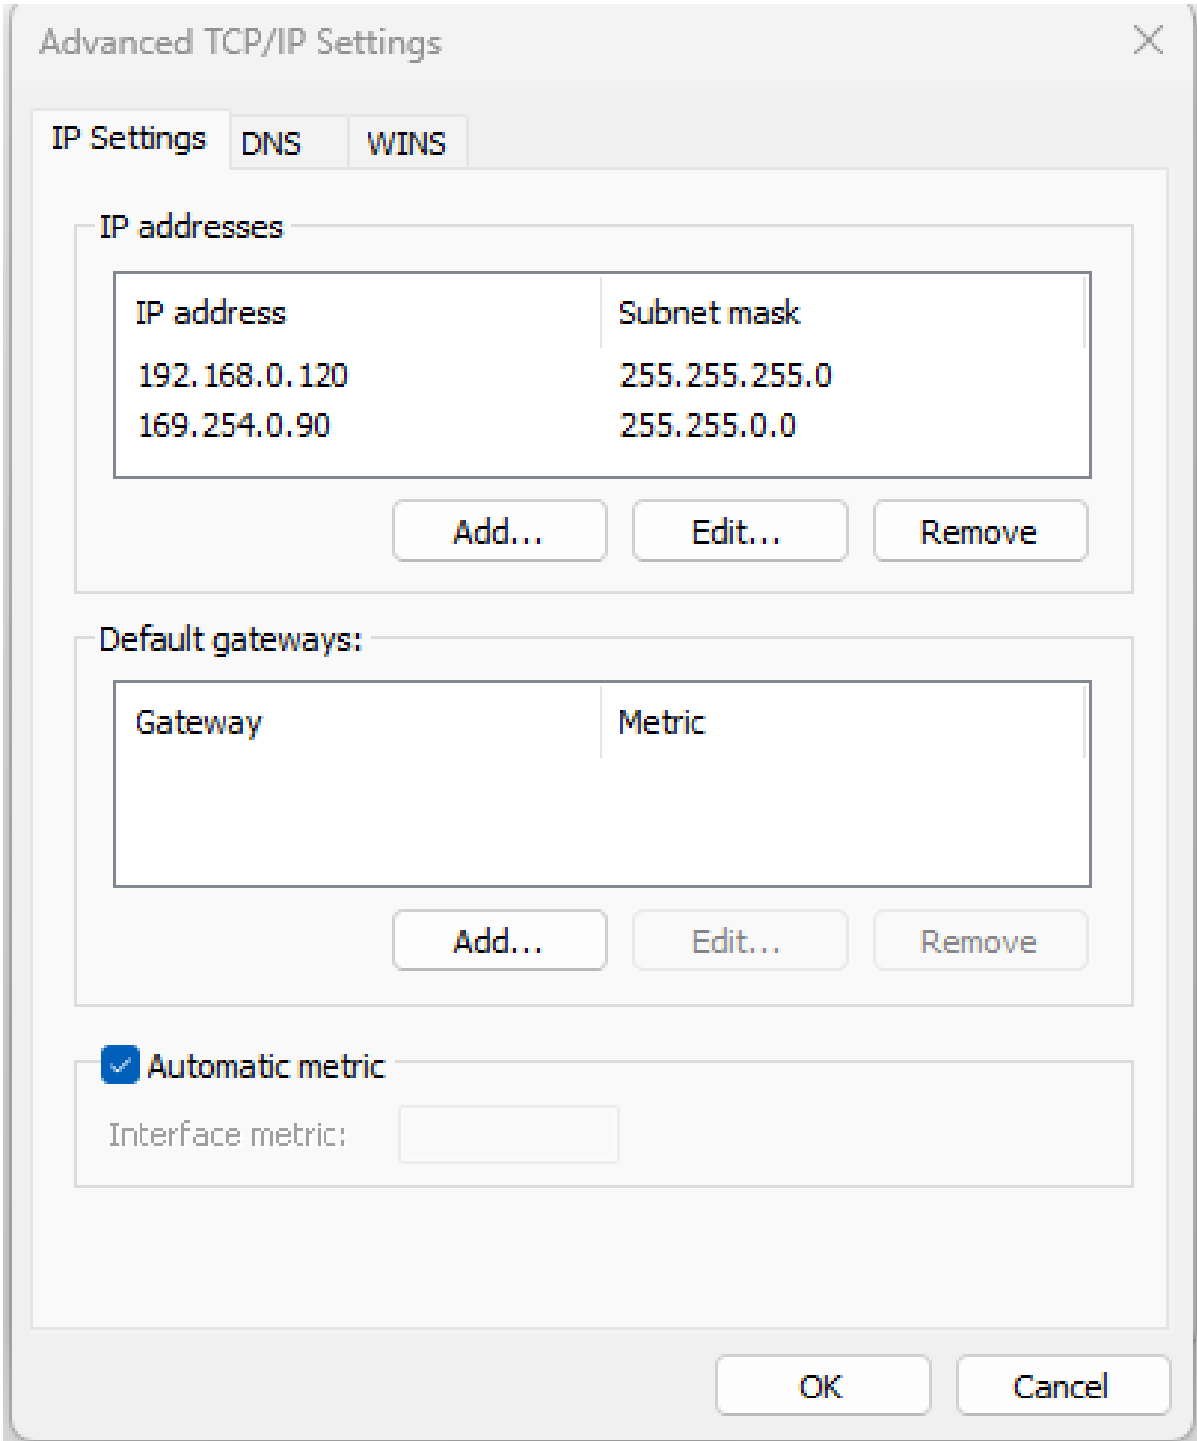 Advanced TCP/IP Settings
IP Settings DNS WINS
IP addresses
IP address Subnet mask
192.168.0.120 255.255.255.0
169.254.0.90 255.255.0.0
Add... Edit... Remove
Default gateways:
Gateway Metric
Add... Edit... Remove
Automatic metric
Interface metric:
OK Cancel